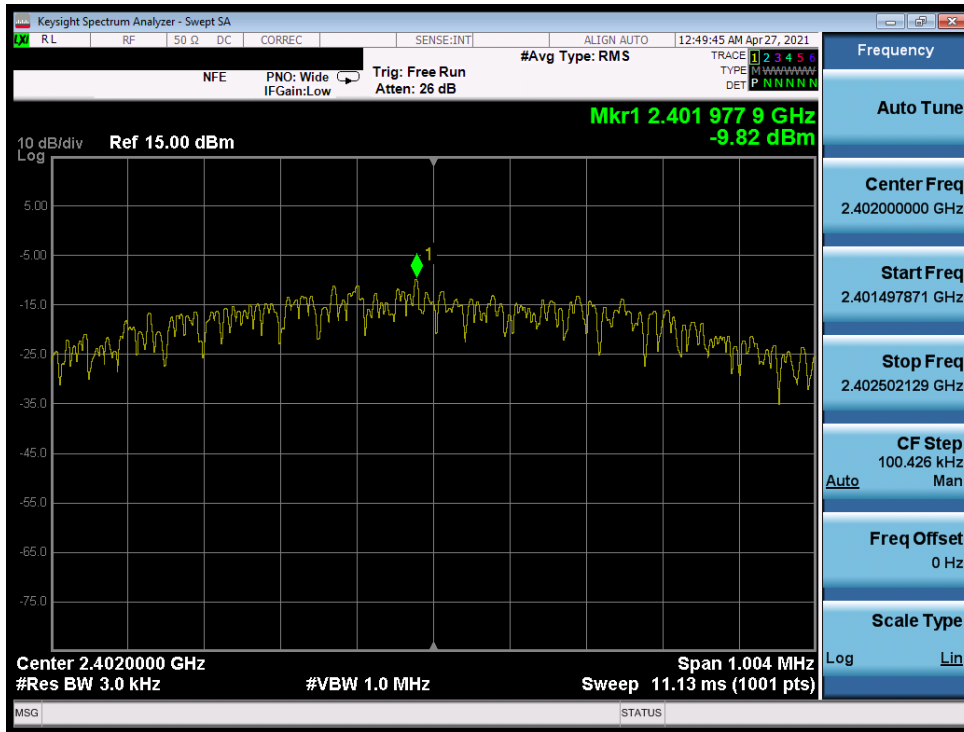 Keysight Spectrum Analyzer - Swept SA
LXI RL RF 50 Ω DC CORREC SENSE:INT ALIGN AUTO 12:49:45 AM Apr 27, 2021
Frequency
#Avg Type: RMS
TRACE 1 2 3 4 5 6
NFE PNO: Wide Trig: Free Run
TYPE M WWWWW
IFGain:Low Atten: 26 dB
DET P N N N N N
Auto Tune
Mkr1 2.401 977 9 GHz
-9.82 dBm
10 dB/div Ref 15.00 dBm
Log
5.00
-5.00
-15.0
-25.0
-35.0
-45.0
-55.0
-65.0
-75.0
1
Center Freq
2.402000000 GHz
Start Freq
2.401497871 GHz
Stop Freq
2.402502129 GHz
CF Step
100.426 kHz
Auto Man
Freq Offset
0 Hz
Scale Type
Log Lin
Center 2.4020000 GHz Span 1.004 MHz
#Res BW 3.0 kHz #VBW 1.0 MHz Sweep 11.13 ms (1001 pts)
MSG STATUS